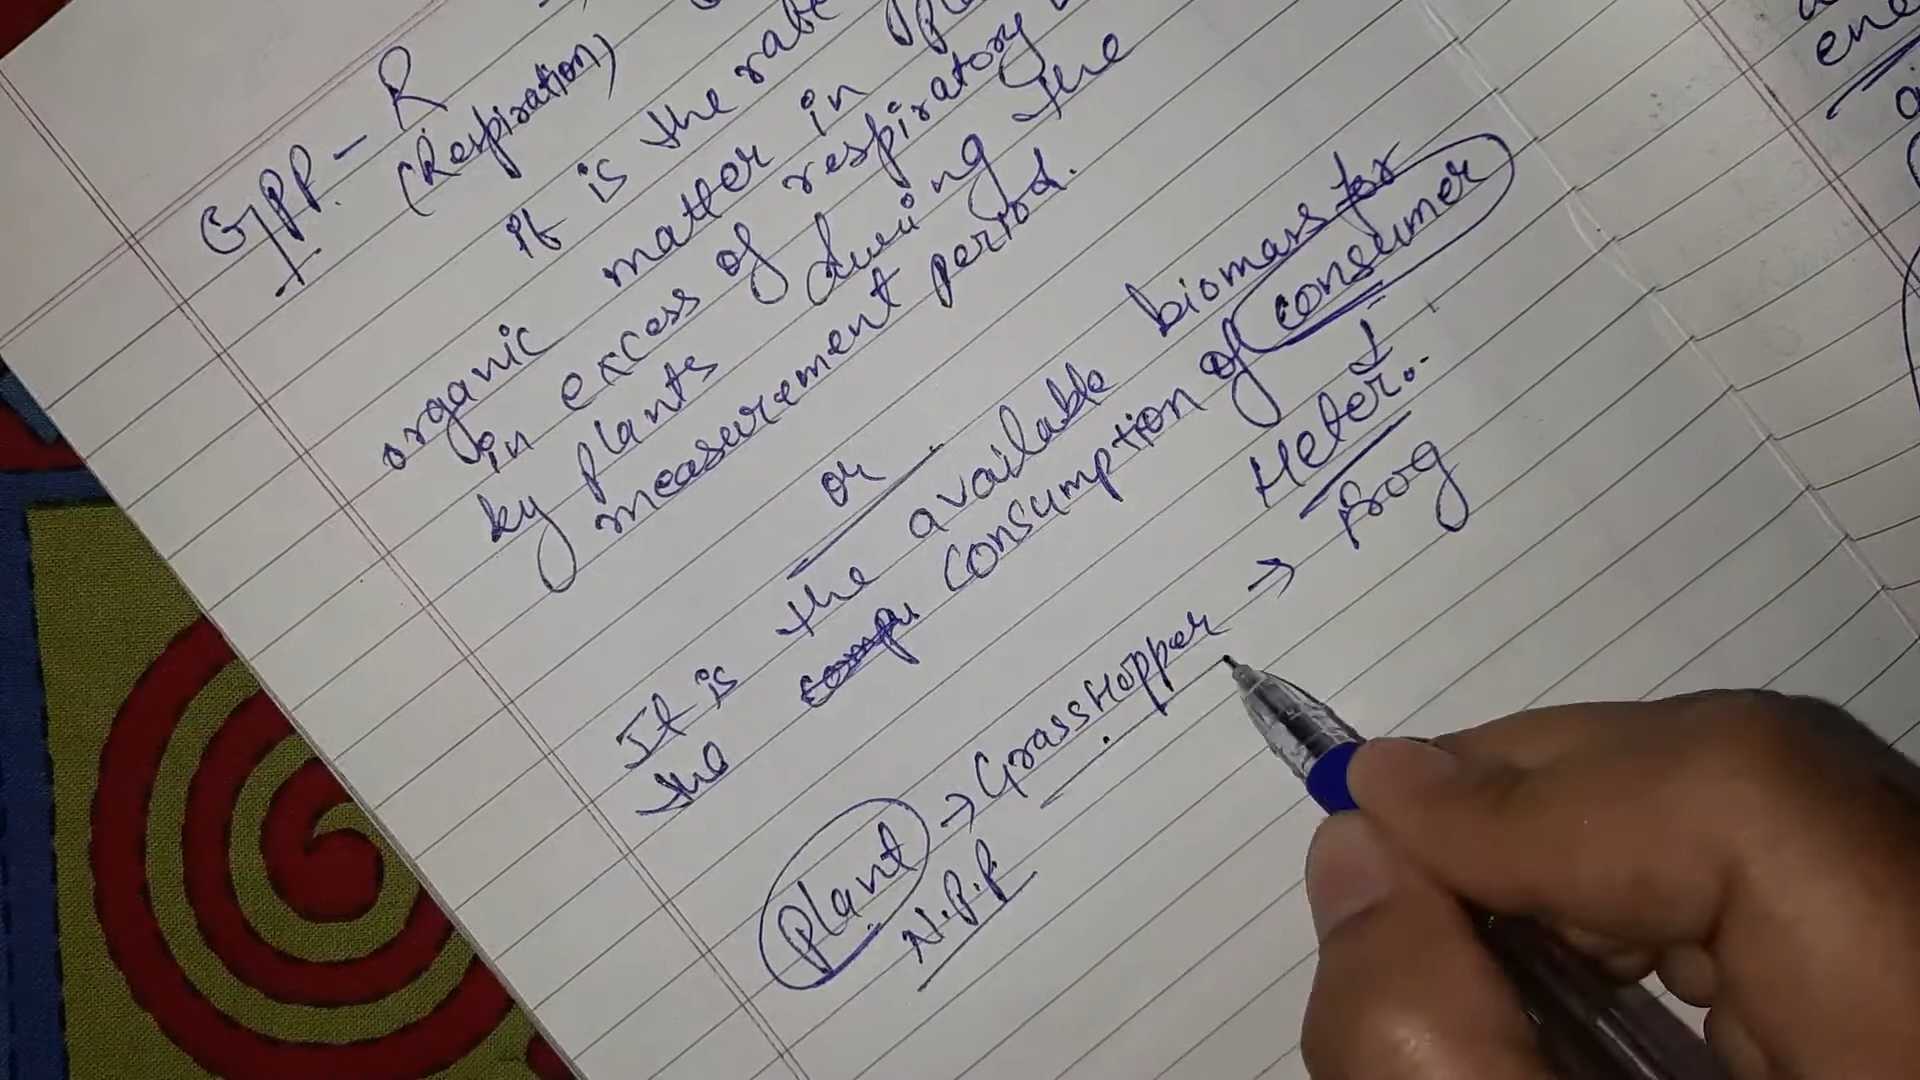 GPP. - R
(Respiration)
it is the rate
organic matter in
in excess of respiratory
by plants during the
measurement period.
or
It is the available biomass for
the consumption of consumer
Heter..
Plant → GrassHopper → frog
N.P.P